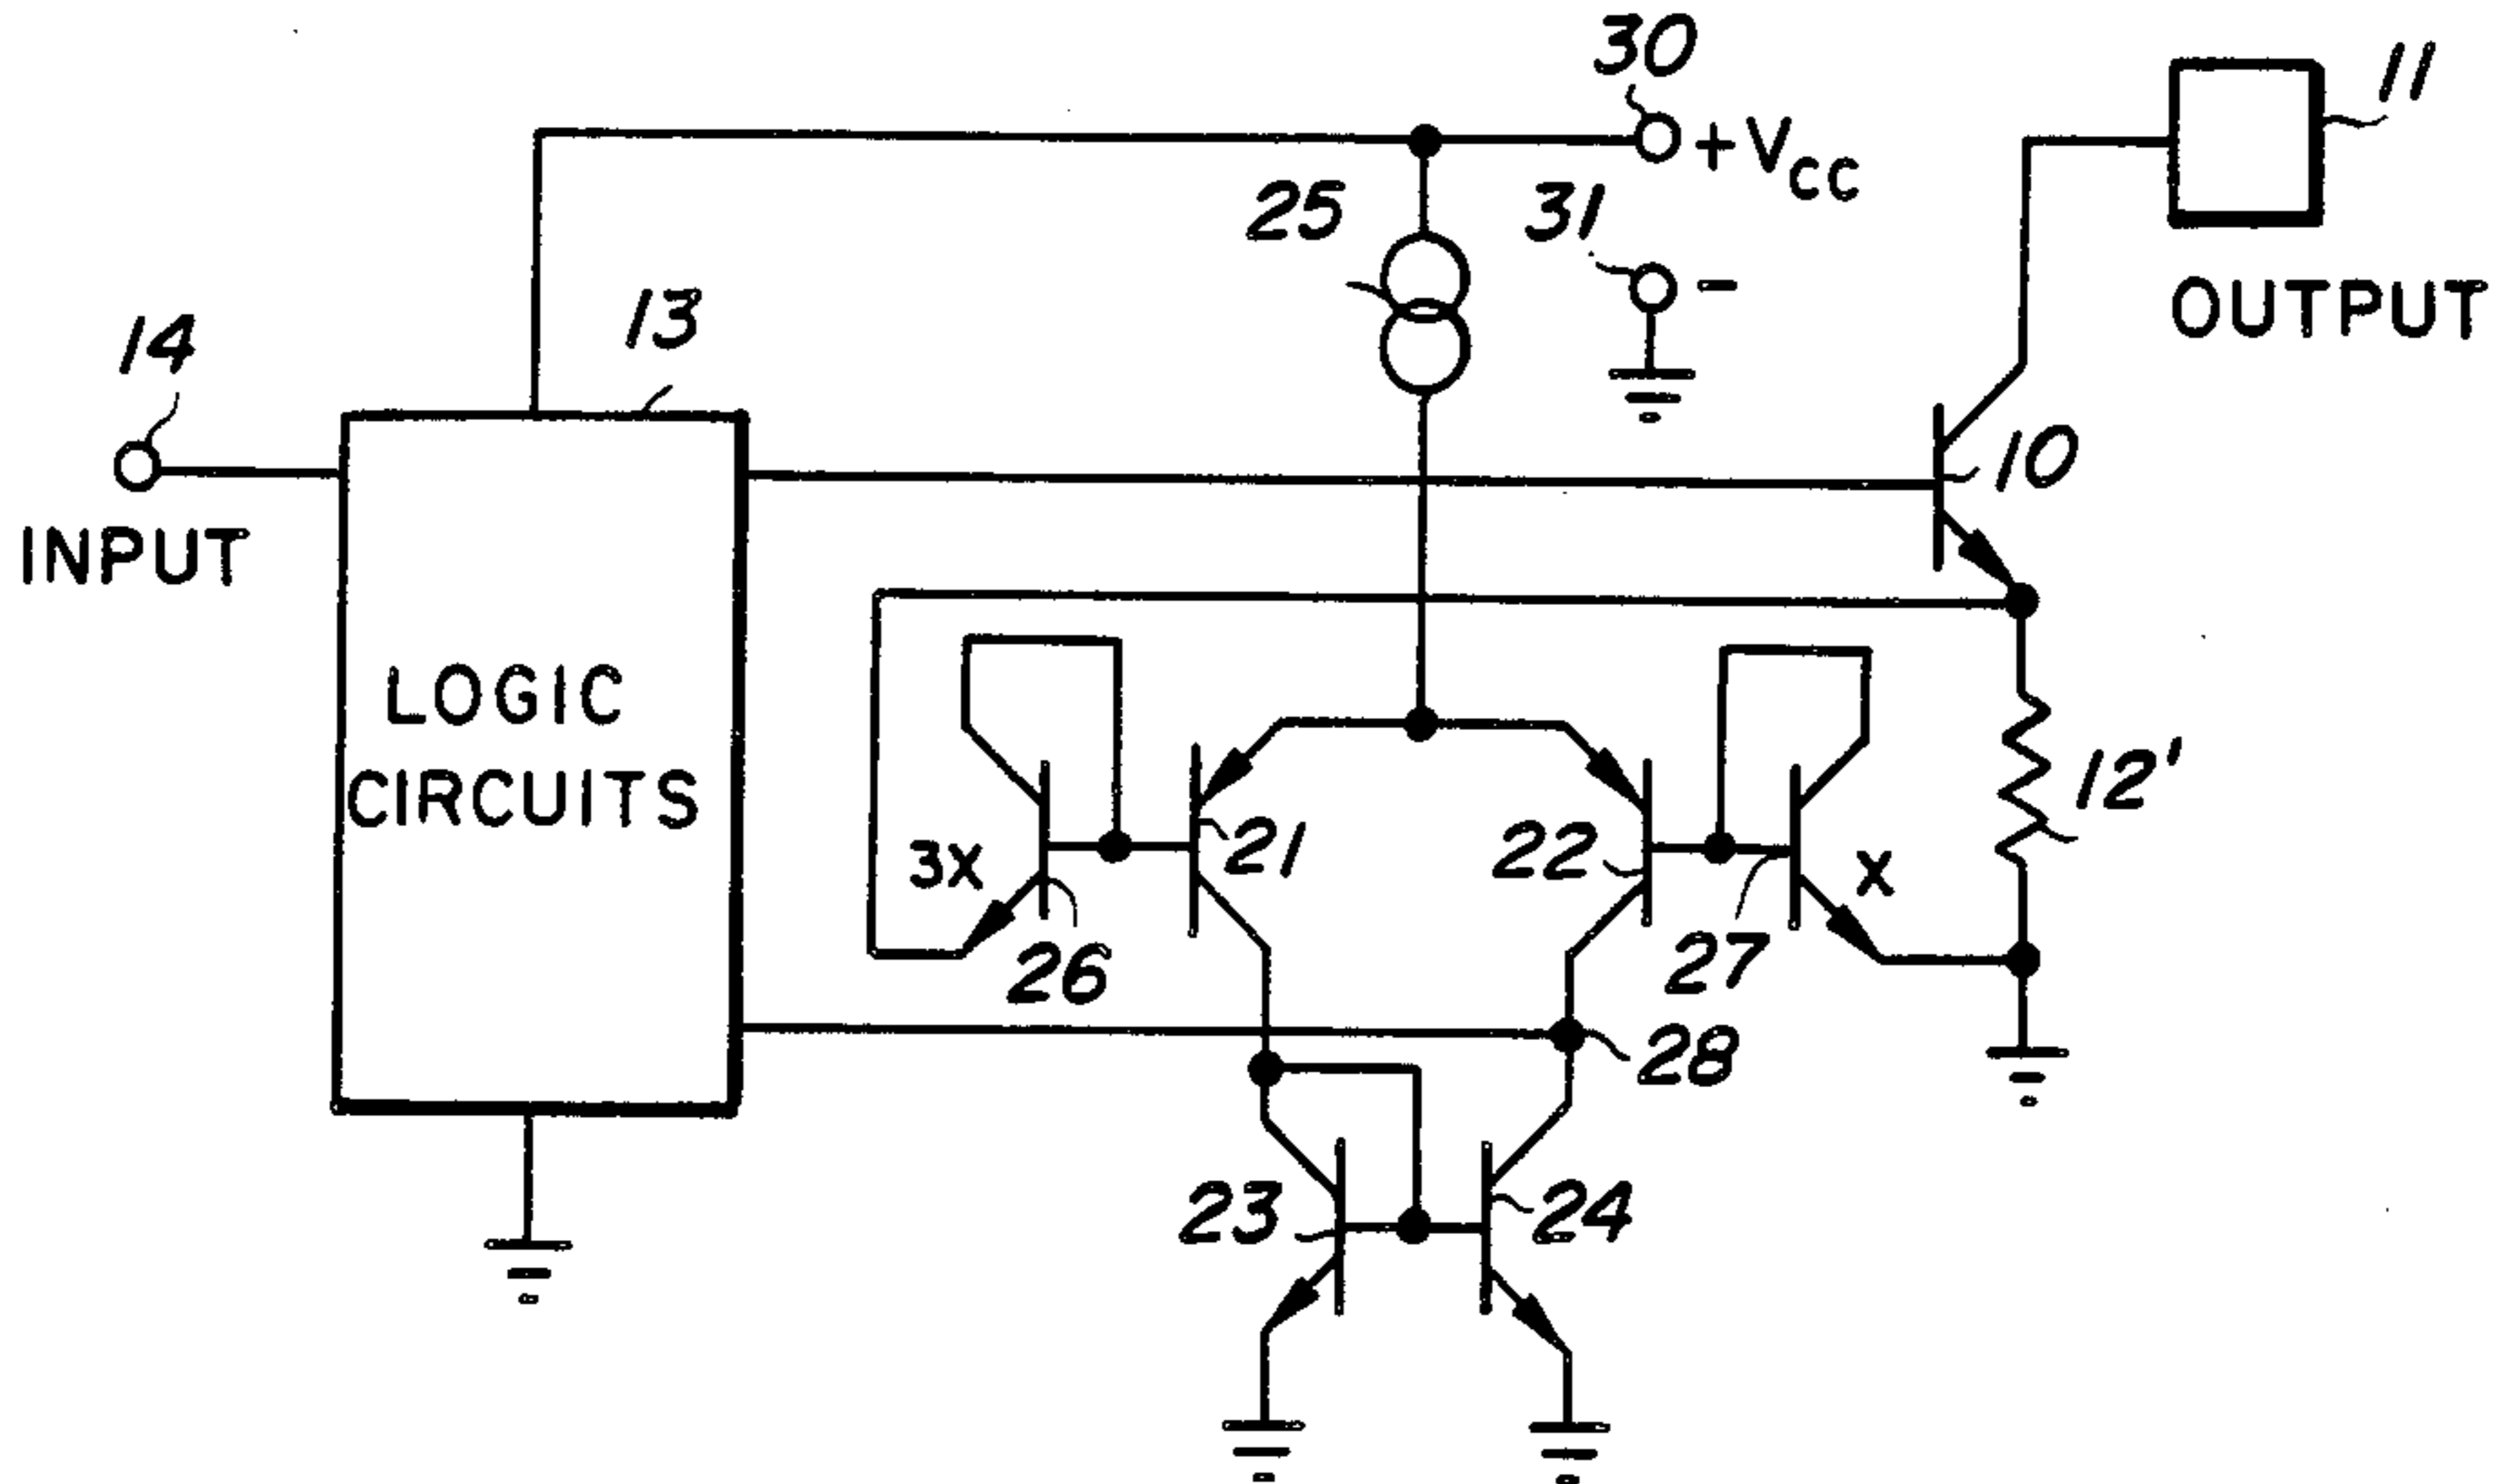 30
11
+VCC
25
31
-
13
14
OUTPUT
10
INPUT
LOGIC
CIRCUITS
12'
3X
21
22
X
26
27
28
23
24